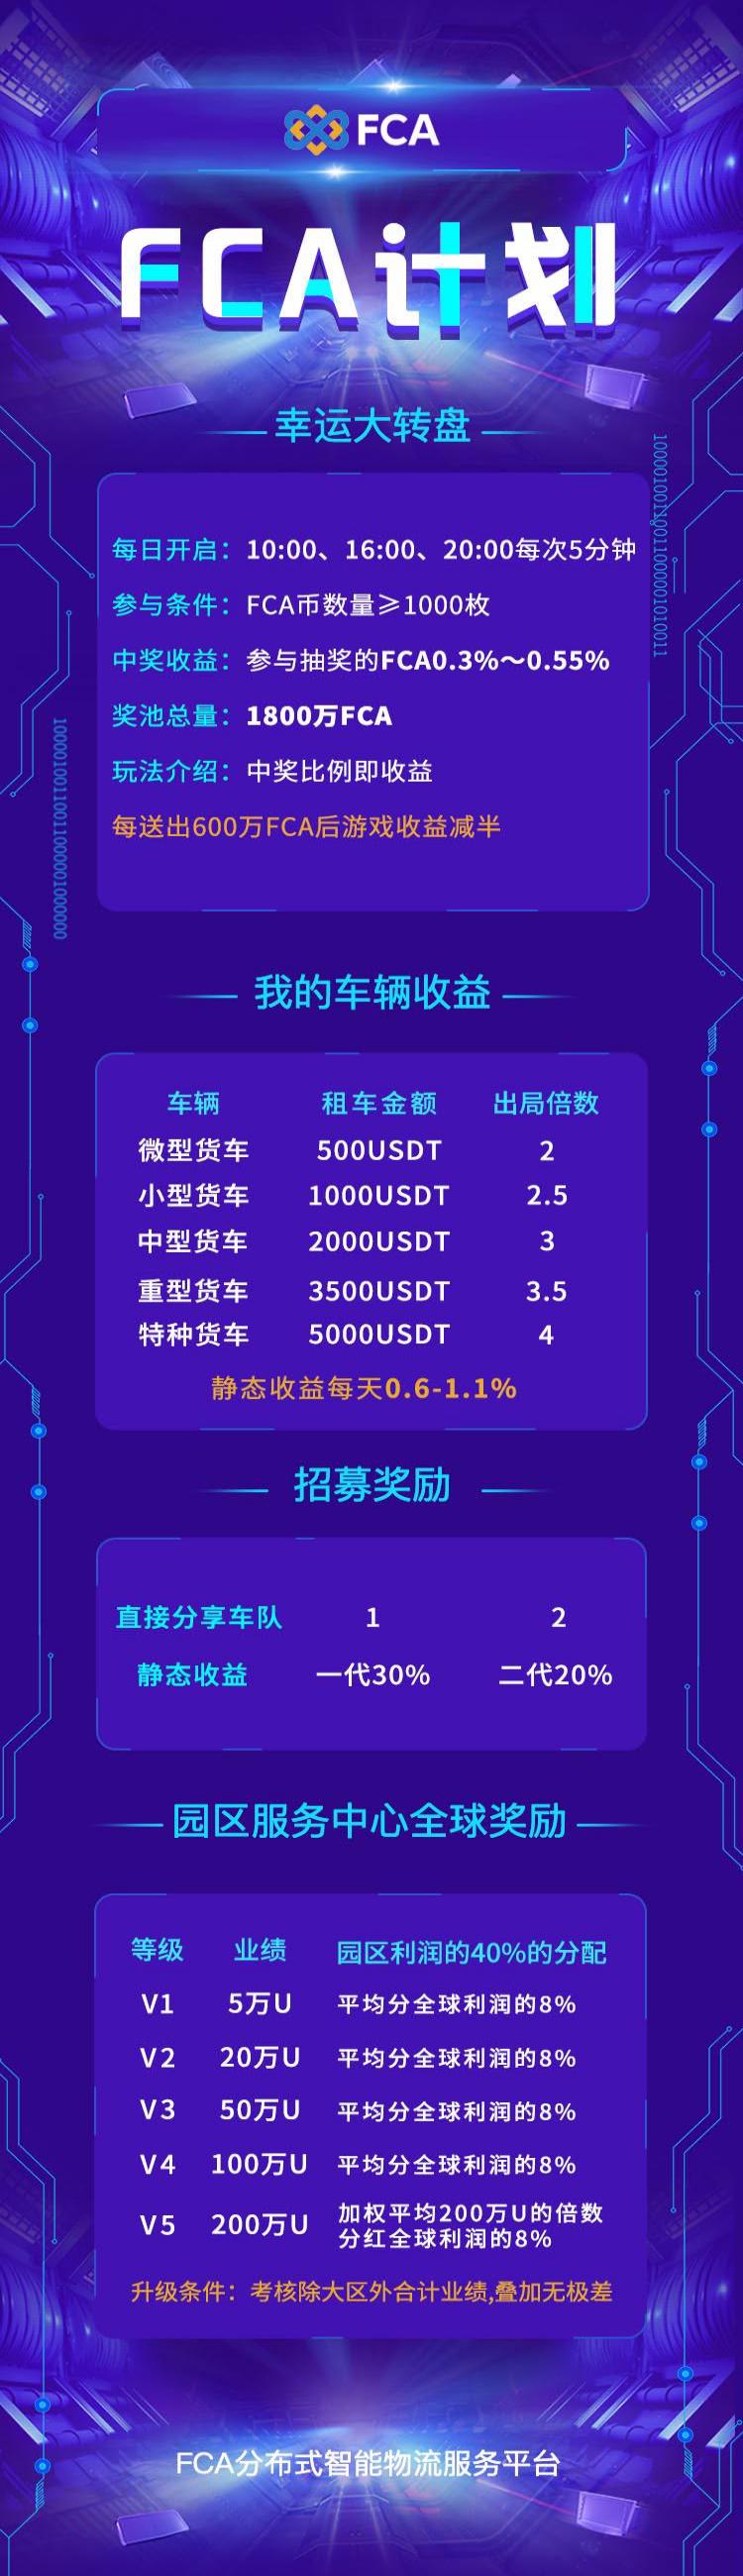 FCA
FCA计划
幸运大转盘
每日开启：10:00、16:00、20:00每次5分钟
参与条件：FCA币数量≥1000枚
中奖收益：参与抽奖的FCA0.3%～0.55%
奖池总量：1800万FCA
玩法介绍：中奖比例即收益
每送出600万FCA后游戏收益减半
我的车辆收益
车辆 租车金额 出局倍数
微型货车 500USDT 2
小型货车 1000USDT 2.5
中型货车 2000USDT 3
重型货车 3500USDT 3.5
特种货车 5000USDT 4
静态收益每天0.6-1.1%
招募奖励
直接分享车队 1 2
静态收益 一代30% 二代20%
园区服务中心全球奖励
等级 业绩 园区利润的40%的分配
V1 5万U 平均分全球利润的8%
V2 20万U 平均分全球利润的8%
V3 50万U 平均分全球利润的8%
V4 100万U 平均分全球利润的8%
V5 200万U 加权平均200万U的倍数
分红全球利润的8%
升级条件：考核除大区外合计业绩,叠加无极差
FCA分布式智能物流服务平台